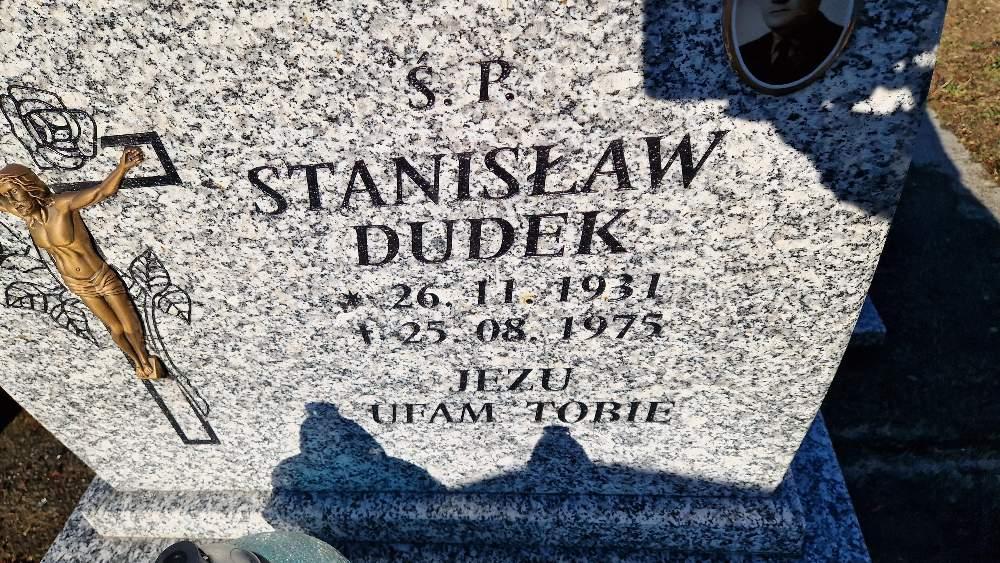 Ś. P.
STANISŁAW
DUDEK
* 26. 11. 1931
† 25. 08. 1975
JEZU
UFAM TOBIE